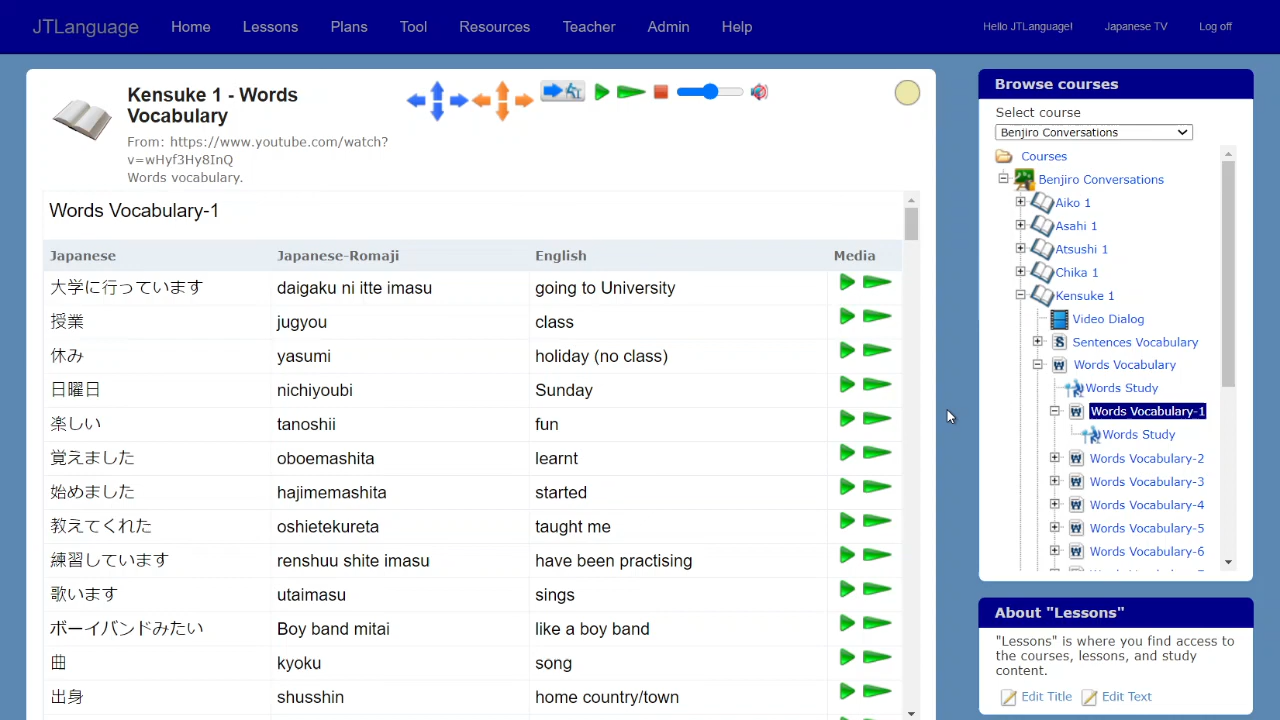 JTLanguage Home Lessons Plans Tool Resources Teacher Admin Help Hello JTLanguage! Japanese TV Log off
Kensuke 1 - Words
Vocabulary
From: https://www.youtube.com/watch?
v=wHyf3Hy8InQ
Words vocabulary.
Words Vocabulary-1
Japanese Japanese-Romaji English Media
大学に行っています daigaku ni itte imasu going to University
授業 jugyou class
休み yasumi holiday (no class)
日曜日 nichiyoubi Sunday
楽しい tanoshii fun
覚えました oboemashita learnt
始めました hajimemashita started
教えてくれた oshietekureta taught me
練習しています renshuu shite imasu have been practising
歌います utaimasu sings
ボーイバンドみたい Boy band mitai like a boy band
曲 kyoku song
出身 shusshin home country/town
Browse courses
Select course
Benjiro Conversations
Courses
Benjiro Conversations
Aiko 1
Asahi 1
Atsushi 1
Chika 1
Kensuke 1
Video Dialog
Sentences Vocabulary
Words Vocabulary
Words Study
Words Vocabulary-1
Words Study
Words Vocabulary-2
Words Vocabulary-3
Words Vocabulary-4
Words Vocabulary-5
Words Vocabulary-6
About "Lessons"
"Lessons" is where you find access to
the courses, lessons, and study
content.
Edit Title Edit Text